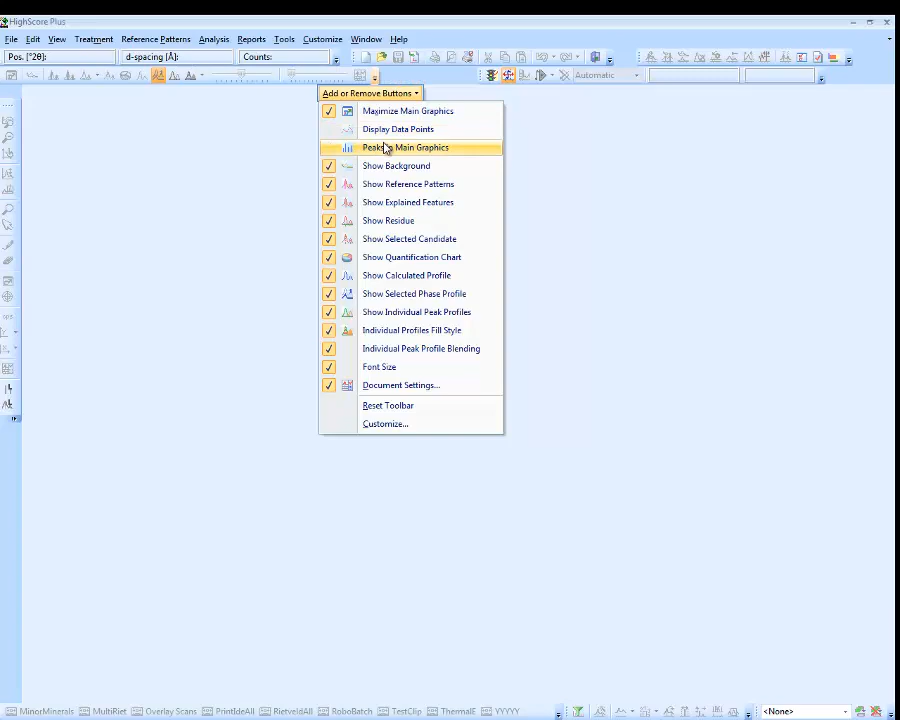 HighScore Plus
File Edit View Treatment Reference Patterns Analysis Reports Tools Customize Window Help
Pos. [°2θ]: d-spacing [Å]: Counts:
Automatic
Add or Remove Buttons
Maximize Main Graphics
Display Data Points
Peaks Main Graphics
Show Background
Show Reference Patterns
Show Explained Features
Show Residue
Show Selected Candidate
Show Quantification Chart
Show Calculated Profile
Show Selected Phase Profile
Show Individual Peak Profiles
Individual Profiles Fill Style
Individual Peak Profile Blending
Font Size
Document Settings...
Reset Toolbar
Customize...
MinorMinerals MultiRiet Overlay Scans PrintIdeAll RietveldAll RoboBatch TestClip ThermalE YYYYY <None>